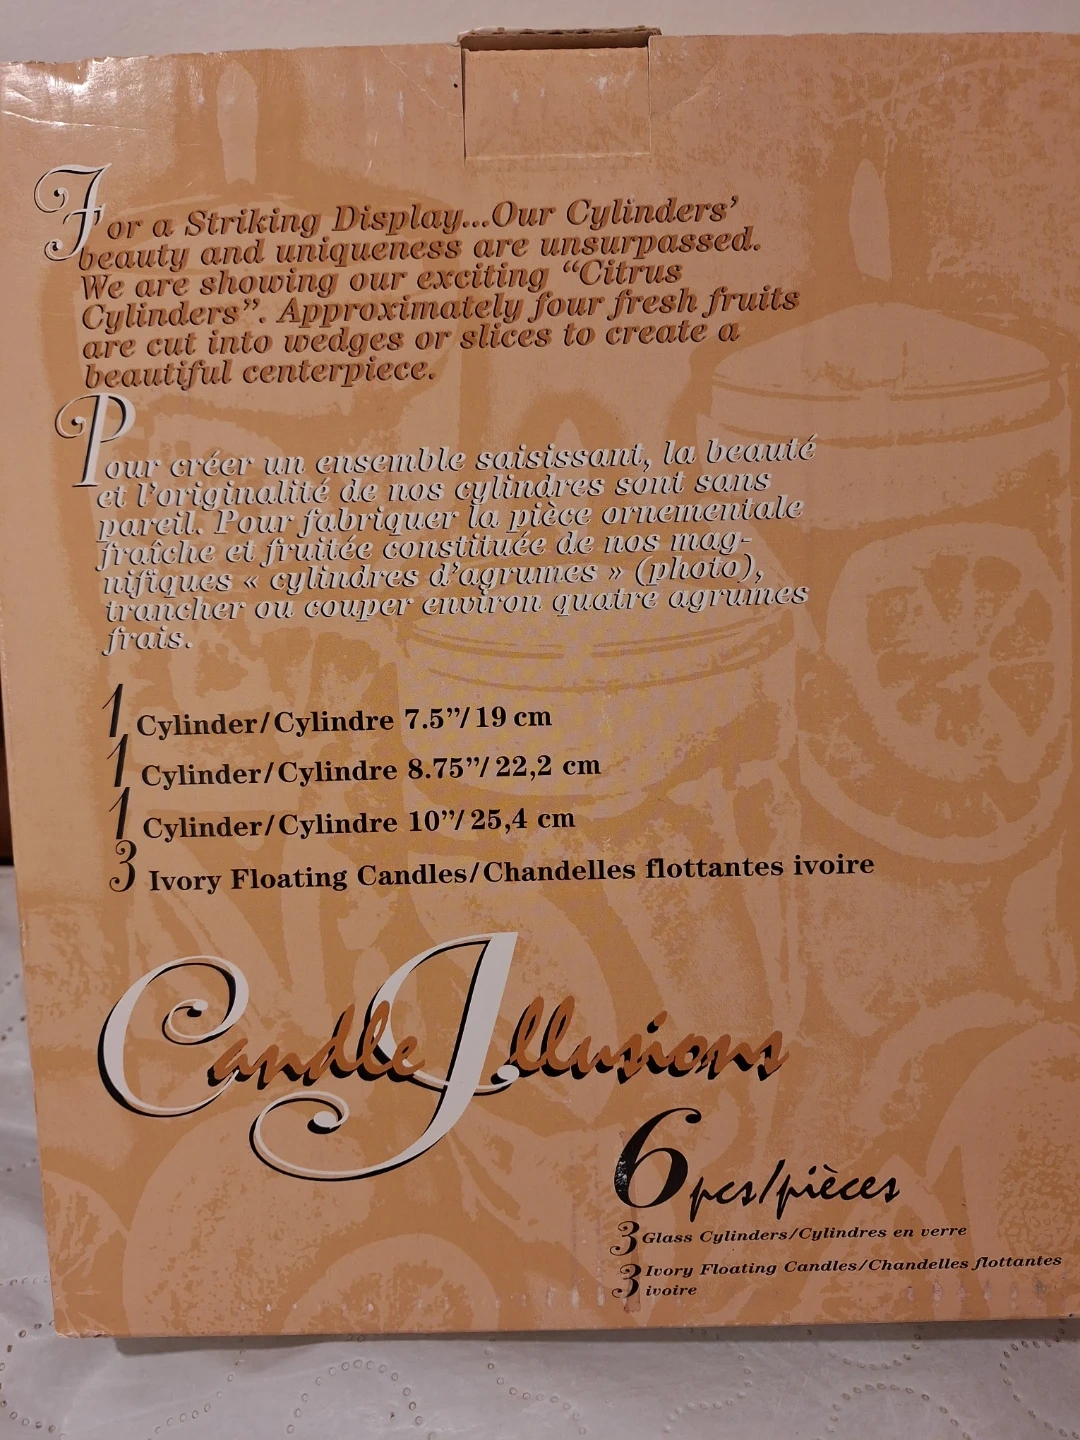 For a Striking Display...Our Cylinders'
beauty and uniqueness are unsurpassed.
We are showing our exciting “Citrus
Cylinders”. Approximately four fresh fruits
are cut into wedges or slices to create a
beautiful centerpiece.
Pour créer un ensemble saisissant, la beauté
et l'originalité de nos cylindres sont sans
pareil. Pour fabriquer la pièce ornementale
fraîche et fruitée constituée de nos mag-
nifiques « cylindres d'agrumes » (photo),
trancher ou couper environ quatre agrumes
frais.
1 Cylinder/Cylindre 7.5”/19 cm
1 Cylinder/Cylindre 8.75”/22,2 cm
1 Cylinder/Cylindre 10”/25,4 cm
3 Ivory Floating Candles/Chandelles flottantes ivoire
Candle Illusions
6 pcs/pièces
3 Glass Cylinders/Cylindres en verre
3 Ivory Floating Candles/Chandelles flottantes
ivoire